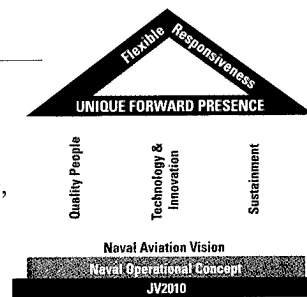 Flexible Responsiveness
UNIQUE FORWARD PRESENCE
Quality People
Technology &
Innovation
Sustainment
,
Naval Aviation Vision
Naval Operational Concept
JV2010